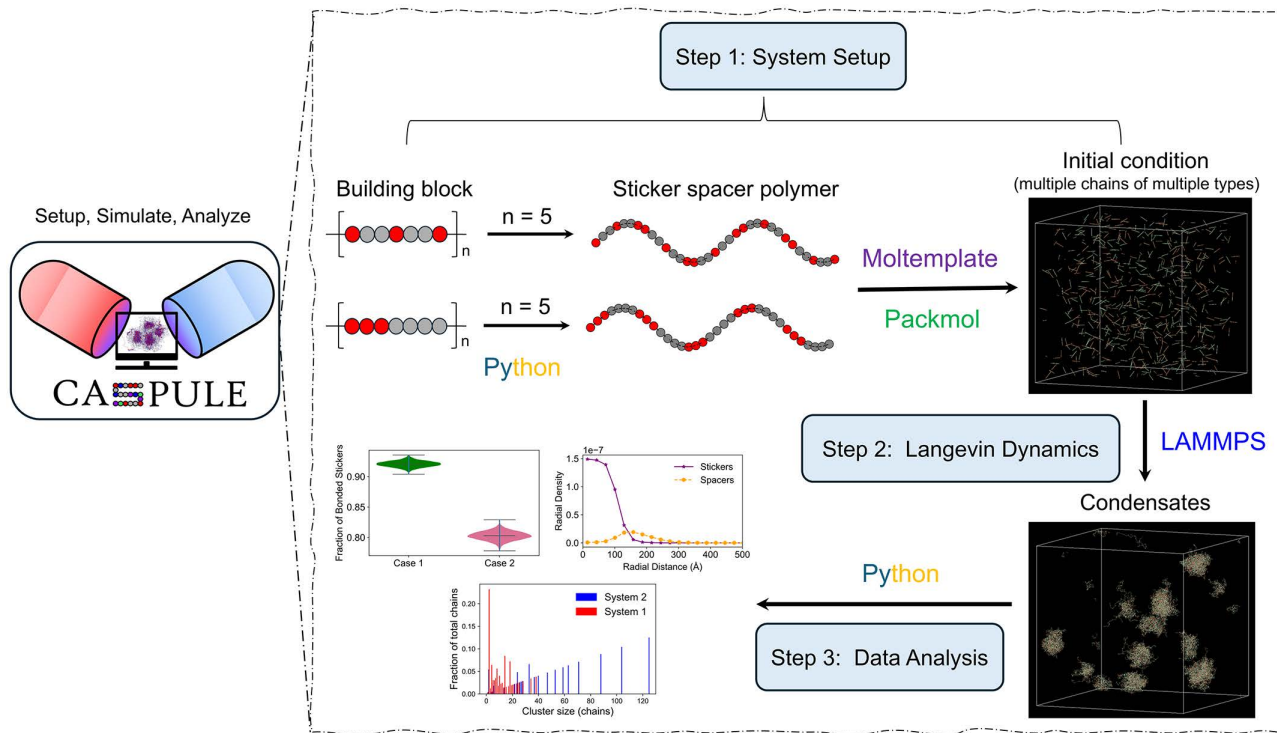 Step 1: System Setup
Setup, Simulate, Analyze
CA PULE
Building block
n
n = 5
Sticker spacer polymer
n
n = 5
Python
Moltemplate
Packmol
Initial condition
(multiple chains of multiple types)
Step 2: Langevin Dynamics
LAMMPS
Condensates
Python
Step 3: Data Analysis
Fraction of Bonded Stickers
0.90
0.85
0.80
Case 1
Case 2
1e-7
Radial Density
1.5
1.0
0.5
0.0
Stickers
Spacers
0 100 200 300 400 500
Radial Distance (Å)
Fraction of total chains
0.20
0.15
0.10
0.05
0.00
System 2
System 1
0 20 40 60 80 100 120
Cluster size (chains)